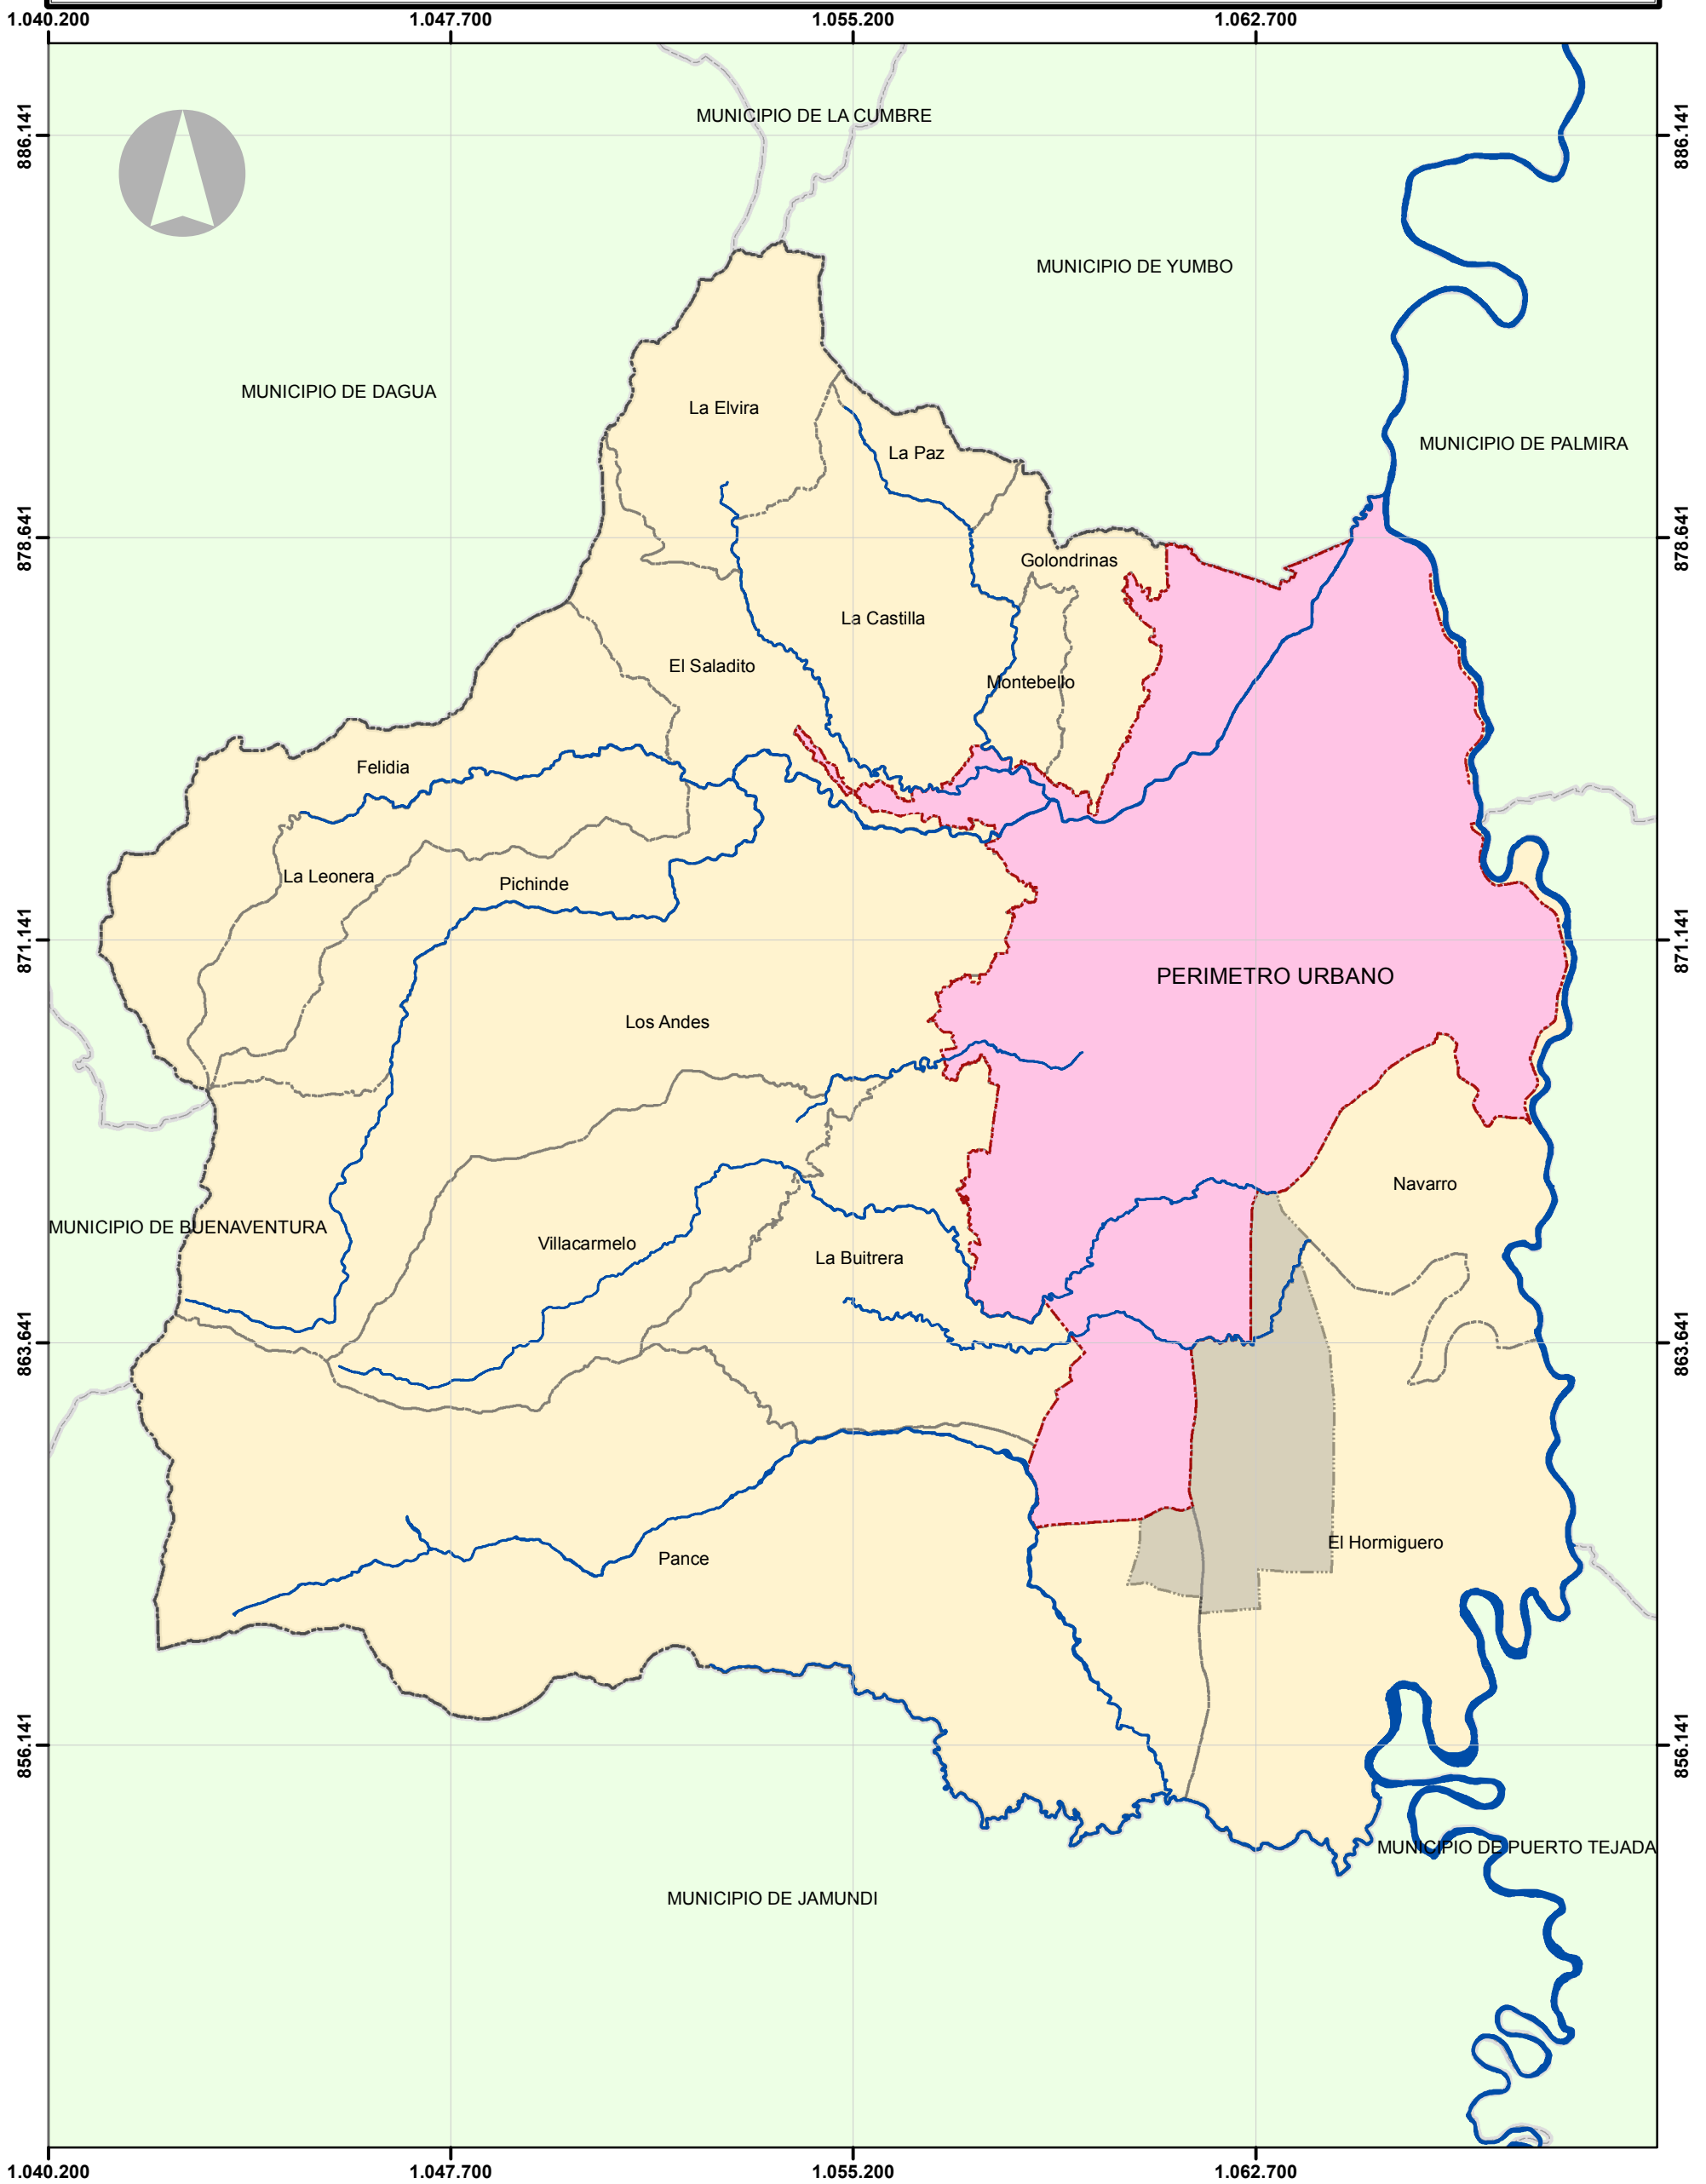 1.040.200
1.047.700
1.055.200
1.062.700
886.141
886.141
MUNICIPIO DE LA CUMBRE
MUNICIPIO DE YUMBO
MUNICIPIO DE DAGUA
La Elvira
MUNICIPIO DE PALMIRA
La Paz
878.641
878.641
Golondrinas
La Castilla
El Saladito
Montebello
Felidia
La Leonera
Pichinde
871.141
871.141
PERIMETRO URBANO
Los Andes
Navarro
MUNICIPIO DE BUENAVENTURA
Villacarmelo
La Buitrera
863.641
863.641
El Hormiguero
Pance
856.141
856.141
MUNICIPIO DE PUERTO TEJADA
MUNICIPIO DE JAMUNDI
1.040.200
1.047.700
1.055.200
1.062.700